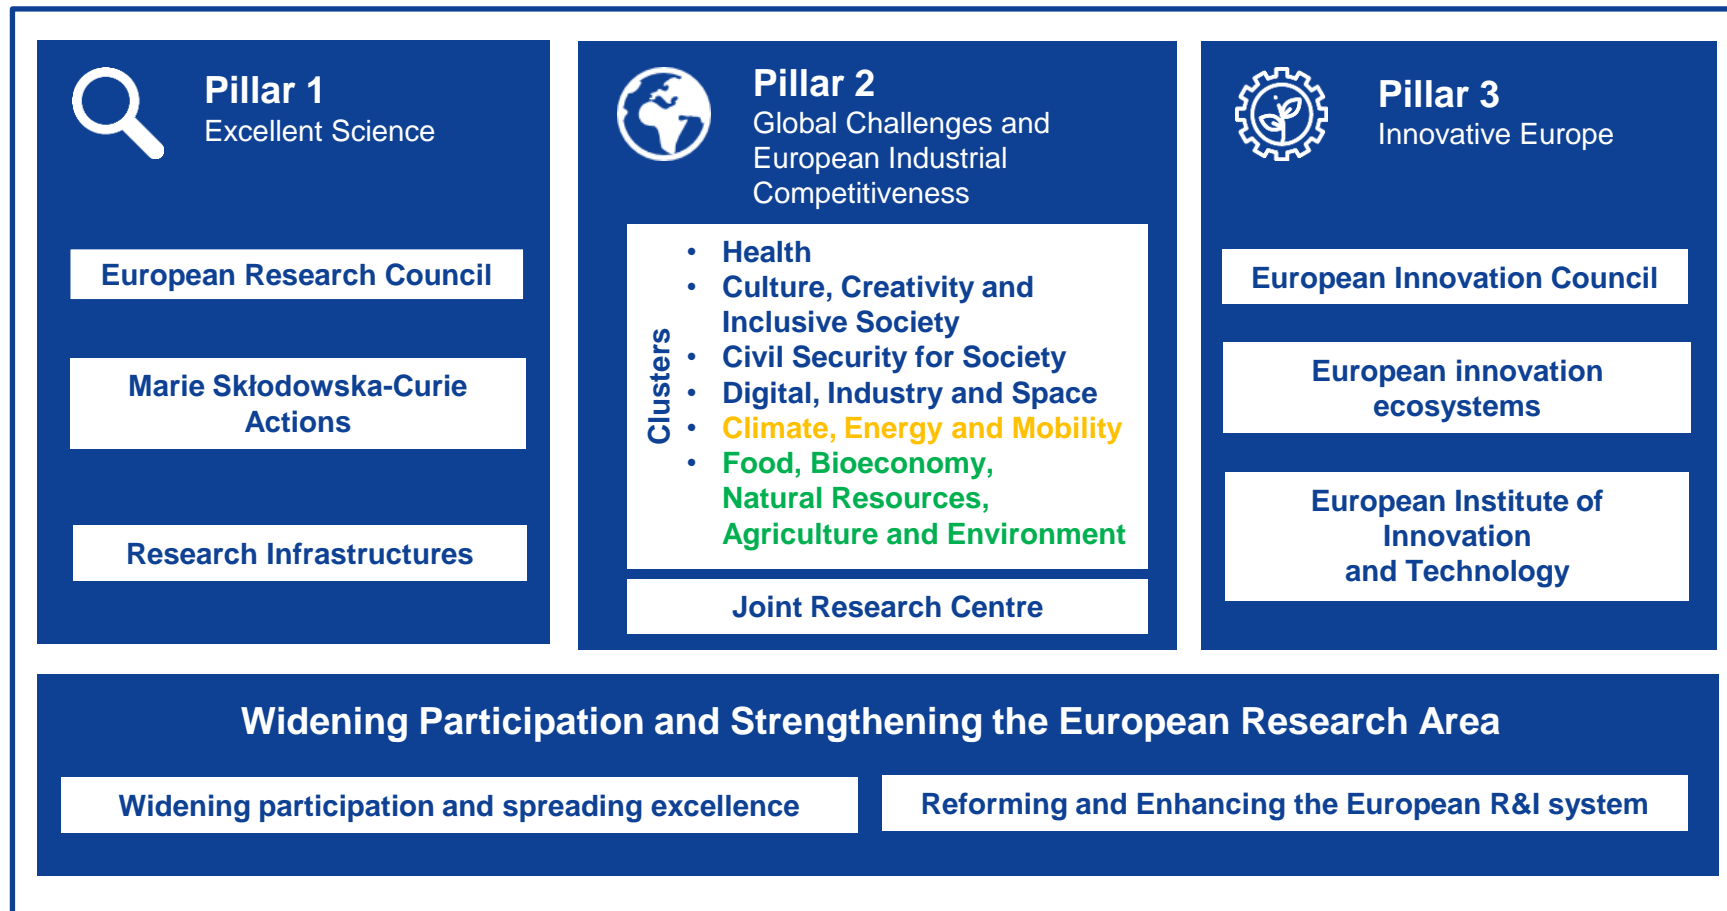 Pillar 1
Excellent Science
European Research Council
Marie Skłodowska-Curie
Actions
Research Infrastructures
Pillar 2
Global Challenges and
European Industrial
Competitiveness
Clusters
• Health
• Culture, Creativity and
Inclusive Society
• Civil Security for Society
• Digital, Industry and Space
• Climate, Energy and Mobility
• Food, Bioeconomy,
Natural Resources,
Agriculture and Environment
Joint Research Centre
Pillar 3
Innovative Europe
European Innovation Council
European innovation
ecosystems
European Institute of
Innovation
and Technology
Widening Participation and Strengthening the European Research Area
Widening participation and spreading excellence
Reforming and Enhancing the European R&I system